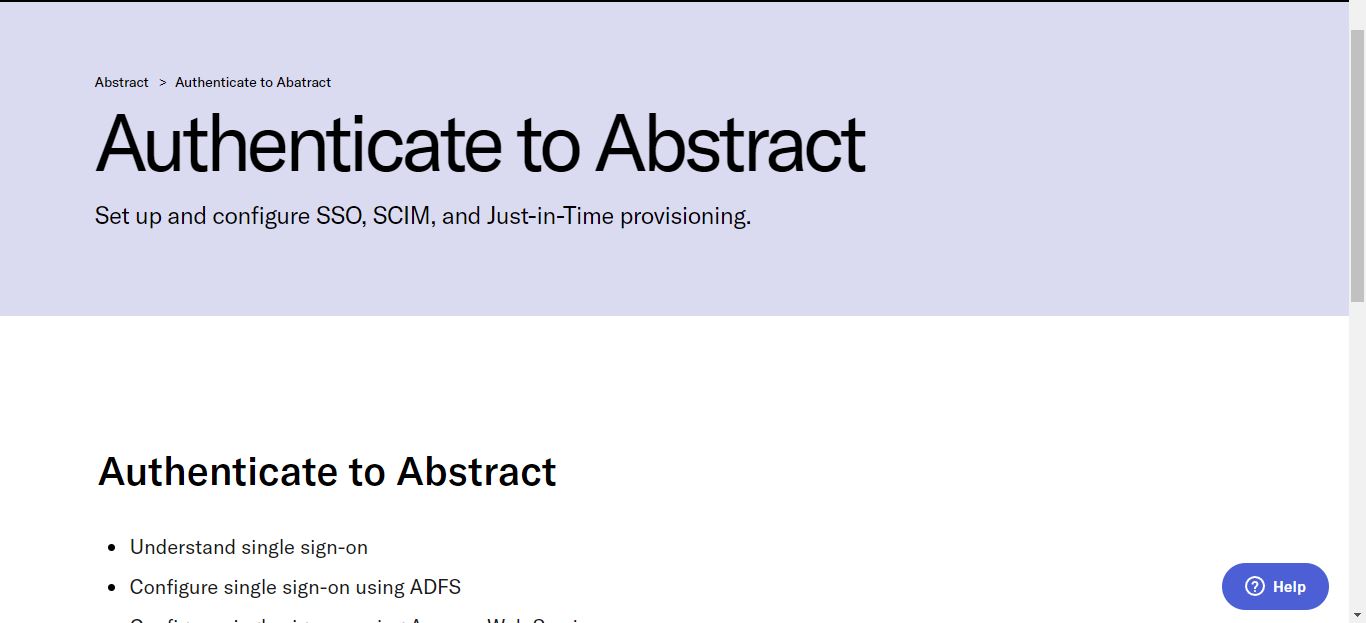 Abstract > Authenticate to Abatract
Authenticate to Abstract
Set up and configure SSO, SCIM, and Just-in-Time provisioning.
Authenticate to Abstract
• Understand single sign-on
• Configure single sign-on using ADFS
Help